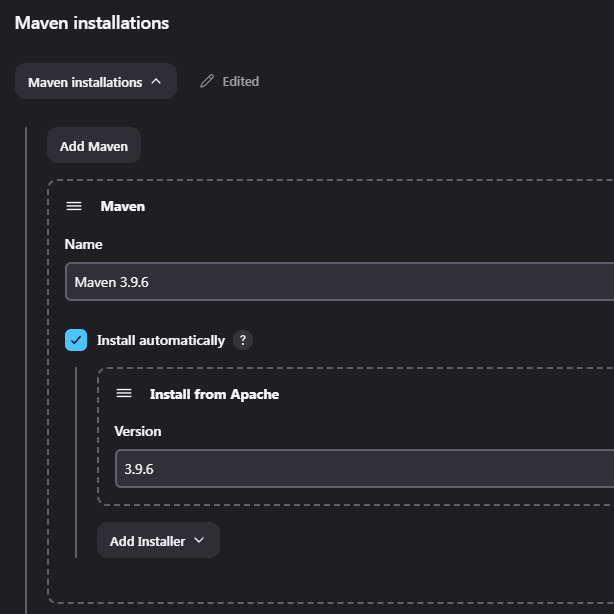 Maven installations
Maven installations
Edited
Add Maven
Maven
Name
Maven 3.9.6
Install automatically ?
Install from Apache
Version
3.9.6
Add Installer